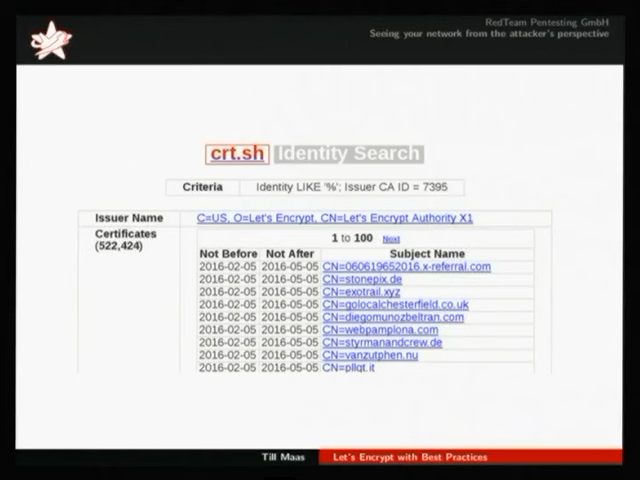 RedTeam Pentesting GmbH
Seeing your network from the attacker's perspective
crt.sh Identity Search
Criteria Identity LIKE '%'; Issuer CA ID = 7395
Issuer Name C=US, O=Let's Encrypt, CN=Let's Encrypt Authority X1
Certificates (522,424)
1 to 100 Next
Not Before Not After Subject Name
2016-02-05 2016-05-05 CN=060619652016.x-referral.com
2016-02-05 2016-05-05 CN=stonepix.de
2016-02-05 2016-05-05 CN=exotrail.xyz
2016-02-05 2016-05-05 CN=golocalchesterfield.co.uk
2016-02-05 2016-05-05 CN=diegomunozbeltran.com
2016-02-05 2016-05-05 CN=webpamplona.com
2016-02-05 2016-05-05 CN=styrmanandcrew.de
2016-02-05 2016-05-05 CN=vanzutphen.nu
2016-02-05 2016-05-05 CN=pllqt.it
Till Maas Let's Encrypt with Best Practices